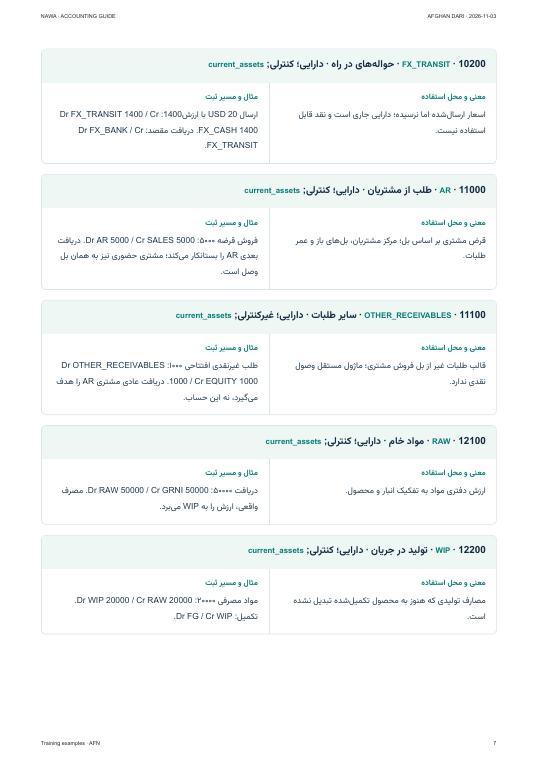 NAWA · ACCOUNTING GUIDE
AFGHAN DARI · 2026-11-03
10200 · FX_TRANSIT · حواله‌های در راه · دارایی؛ کنترلی; current_assets
معنی و محل استفاده
اسعار ارسال‌شده اما نرسیده؛ دارایی جاری است و نقد قابل
استفاده نیست.
مثال و مسیر ثبت
ارسال 20 USD با ارزش1400: Dr FX_TRANSIT 1400 / Cr
FX_CASH 1400. دریافت مقصد: Dr FX_BANK / Cr
FX_TRANSIT.
11000 · AR · طلب از مشتریان · دارایی؛ کنترلی; current_assets
معنی و محل استفاده
قرض مشتری بر اساس بل؛ مرکز مشتریان، بل‌های باز و عمر
طلبات.
مثال و مسیر ثبت
فروش قرضه ۵۰۰۰: Dr AR 5000 / Cr SALES 5000. دریافت
بعدی AR را بستانکار می‌کند؛ مشتری حضوری نیز به همان بل
وصل است.
11100 · OTHER_RECEIVABLES · سایر طلبات · دارایی؛ غیرکنترلی; current_assets
معنی و محل استفاده
قالب طلبات غیر از بل فروش مشتری؛ ماژول مستقل وصول
نقدی ندارد.
مثال و مسیر ثبت
طلب غیرنقدی افتتاحی ۱۰۰۰: Dr OTHER_RECEIVABLES
1000 / Cr EQUITY 1000. دریافت عادی مشتری AR را هدف
می‌گیرد، نه این حساب.
12100 · RAW · مواد خام · دارایی؛ کنترلی; current_assets
معنی و محل استفاده
ارزش دفتری مواد به تفکیک انبار و محصول.
مثال و مسیر ثبت
دریافت ۵۰۰۰۰: Dr RAW 50000 / Cr GRNI 50000. مصرف
واقعی، ارزش را به WIP می‌برد.
12200 · WIP · تولید در جریان · دارایی؛ کنترلی; current_assets
معنی و محل استفاده
مصارف تولیدی که هنوز به محصول تکمیل‌شده تبدیل نشده
است.
مثال و مسیر ثبت
مواد مصرفی ۲۰۰۰۰: Dr WIP 20000 / Cr RAW 20000.
تکمیل: Dr FG / Cr WIP.
Training examples · AFN
7